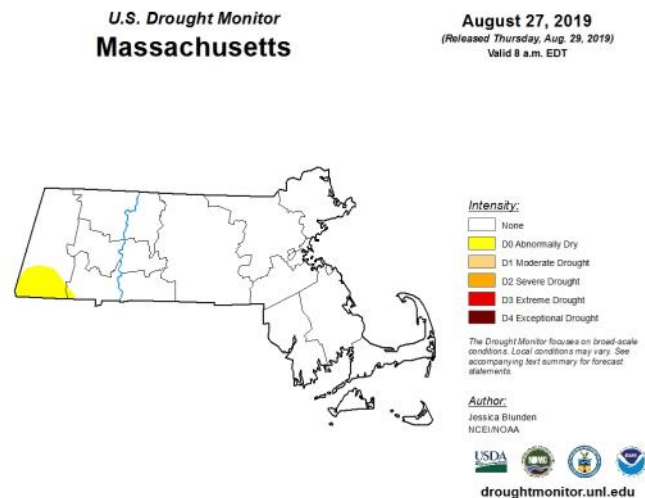 U.S. Drought Monitor
Massachusetts
August 27, 2019
(Released Thursday, Aug. 29, 2019)
Valid 8 a.m. EDT
Intensity:
None
D0 Abnormally Dry
D1 Moderate Drought
D2 Severe Drought
D3 Extreme Drought
D4 Exceptional Drought
The Drought Monitor focuses on broad-scale
conditions. Local conditions may vary. See
accompanying text summary for forecast
statements.
Author:
Jessica Blunden
NCEI/NOAA
USDA
NDMC
droughtmonitor.unl.edu